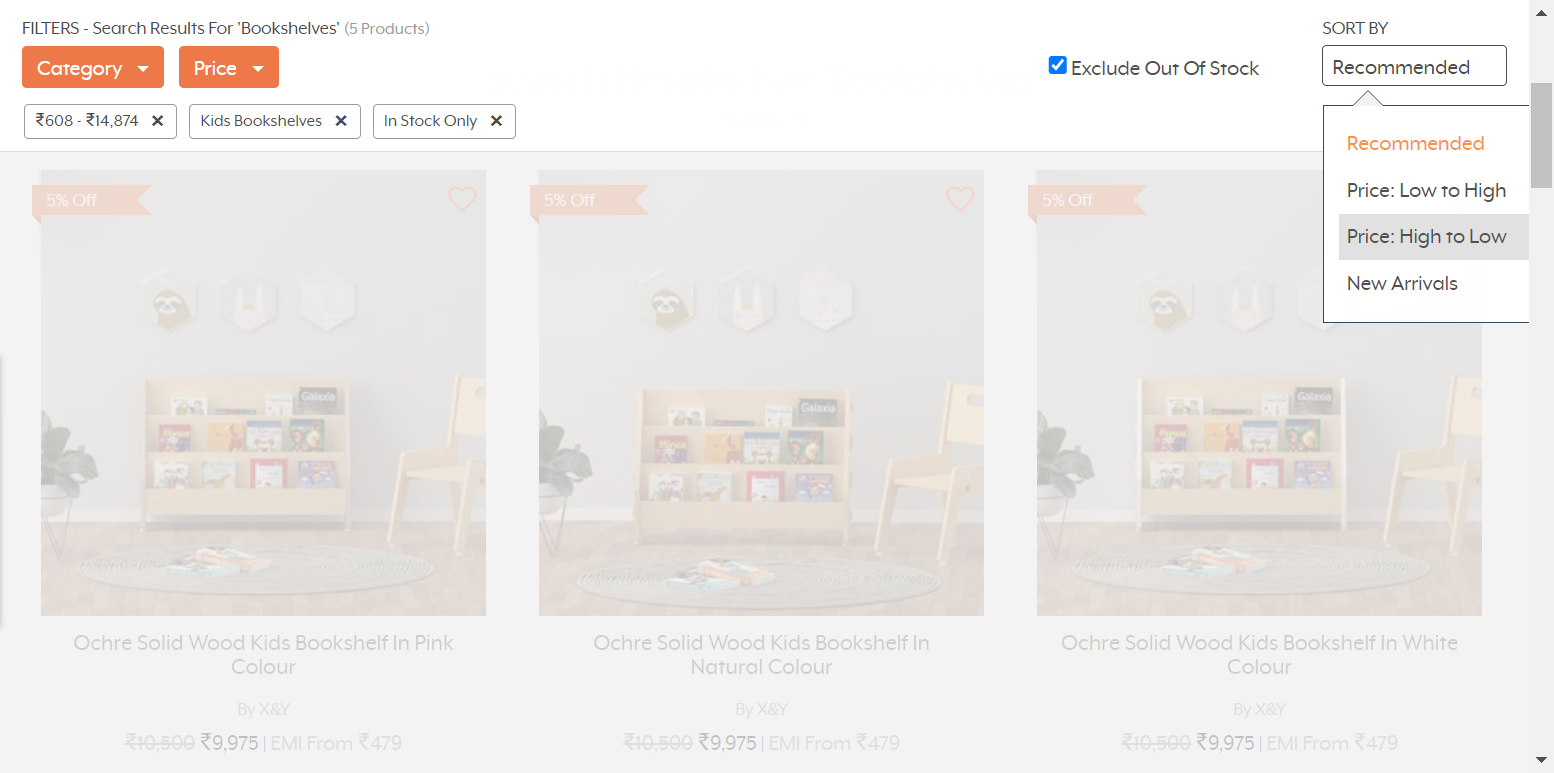 FILTERS - Search Results For 'Bookshelves' (5 Products)
SORT BY
Category
Price
Exclude Out Of Stock
Recommended
₹608 - ₹14,874 ✕
Kids Bookshelves ✕
In Stock Only ✕
Recommended
Price: Low to High
Price: High to Low
New Arrivals
5% Off
5% Off
5% Off
Galaxia
Galaxia
Galaxia
Ochre Solid Wood Kids Bookshelf In Pink
Colour
By X&Y
₹10,500 ₹9,975 | EMI From ₹479
Ochre Solid Wood Kids Bookshelf In
Natural Colour
By X&Y
₹10,500 ₹9,975 | EMI From ₹479
Ochre Solid Wood Kids Bookshelf In White
Colour
By X&Y
₹10,500 ₹9,975 | EMI From ₹479